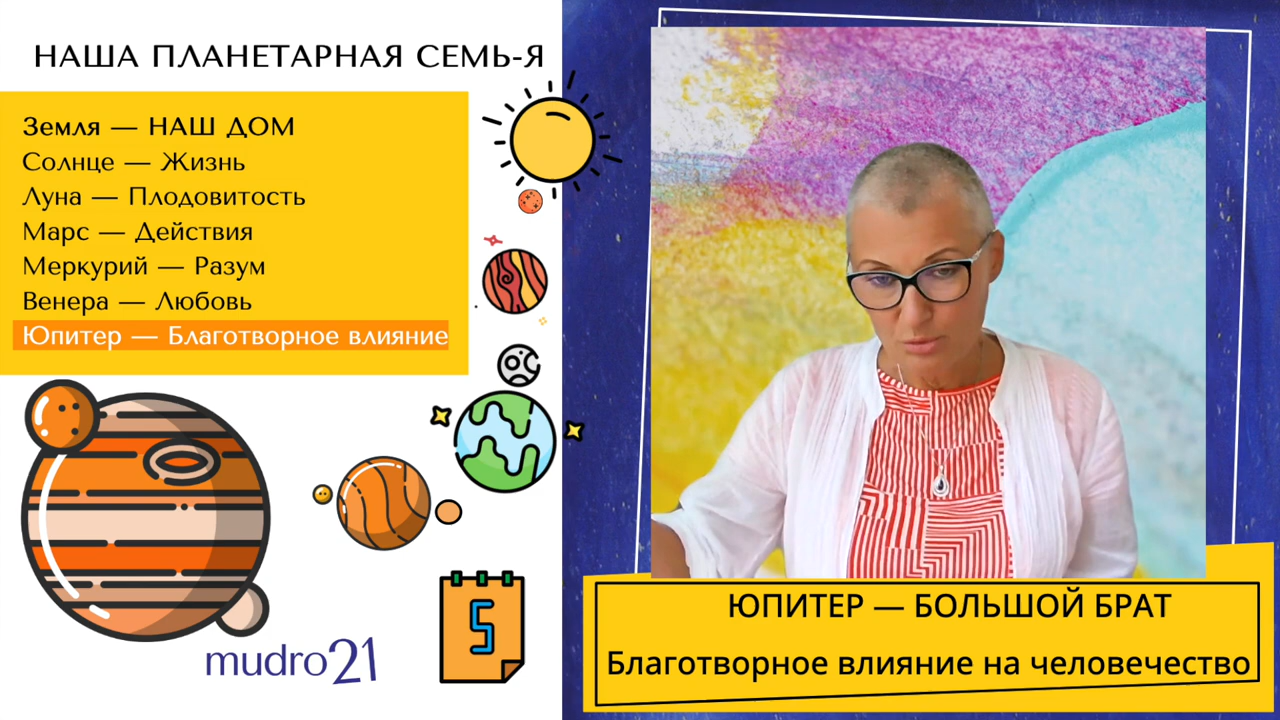 НАША ПЛАНЕТАРНАЯ СЕМЬ-Я
Земля — НАШ ДОМ
Солнце — Жизнь
Луна — Плодовитость
Марс — Действия
Меркурий — Разум
Венера — Любовь
Юпитер — Благотворное влияние
5
mudro21
ЮПИТЕР — БОЛЬШОЙ БРАТ
Благотворное влияние на человечество